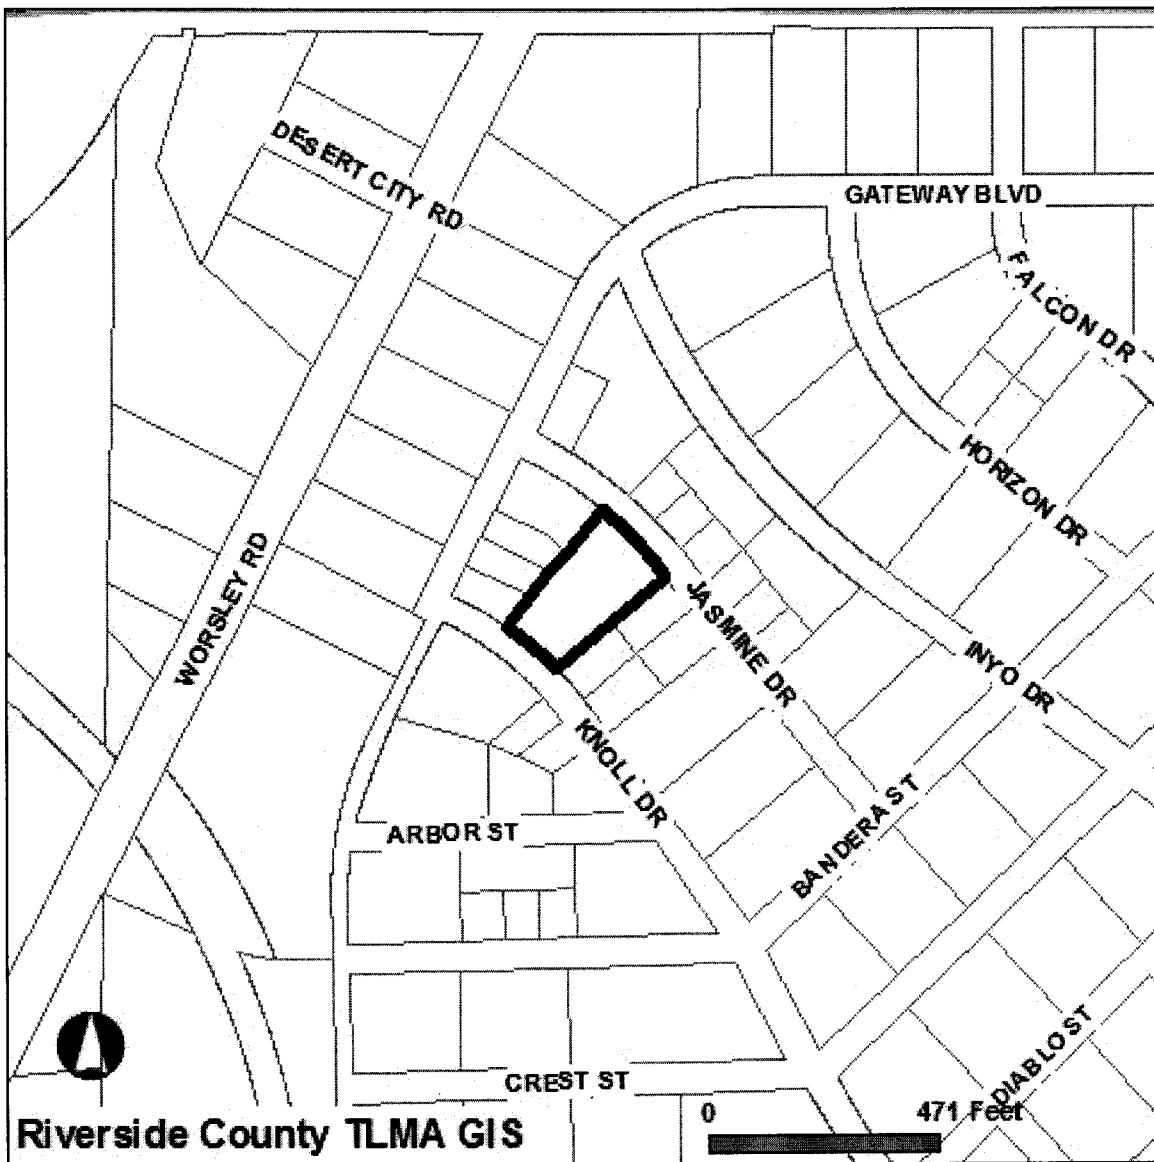 DESERT CITY RD
GATEWAY BLVD
FALCON DR
HORIZON DR
WORSLEY RD
JASMINE DR
INYO DR
KNOLL DR
ARBOR ST
BANDERA ST
DIABLO ST
CREST ST
0 471 Feet
Riverside County TLMA GIS